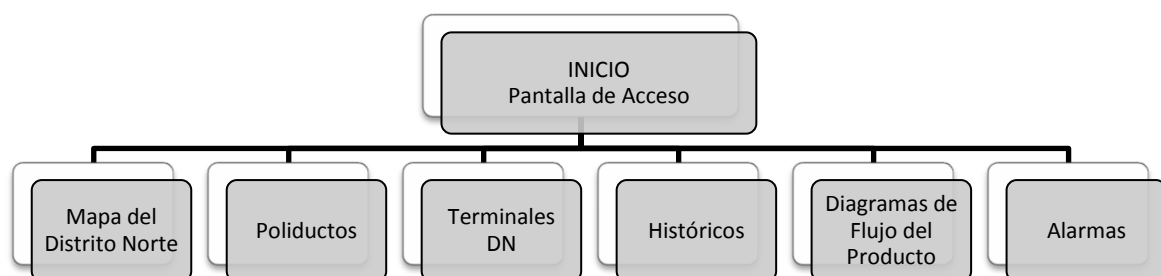 INICIO
Pantalla de Acceso
Mapa del
Distrito Norte
Poliductos
Terminales
DN
Históricos
Diagramas de
Flujo del
Producto
Alarmas